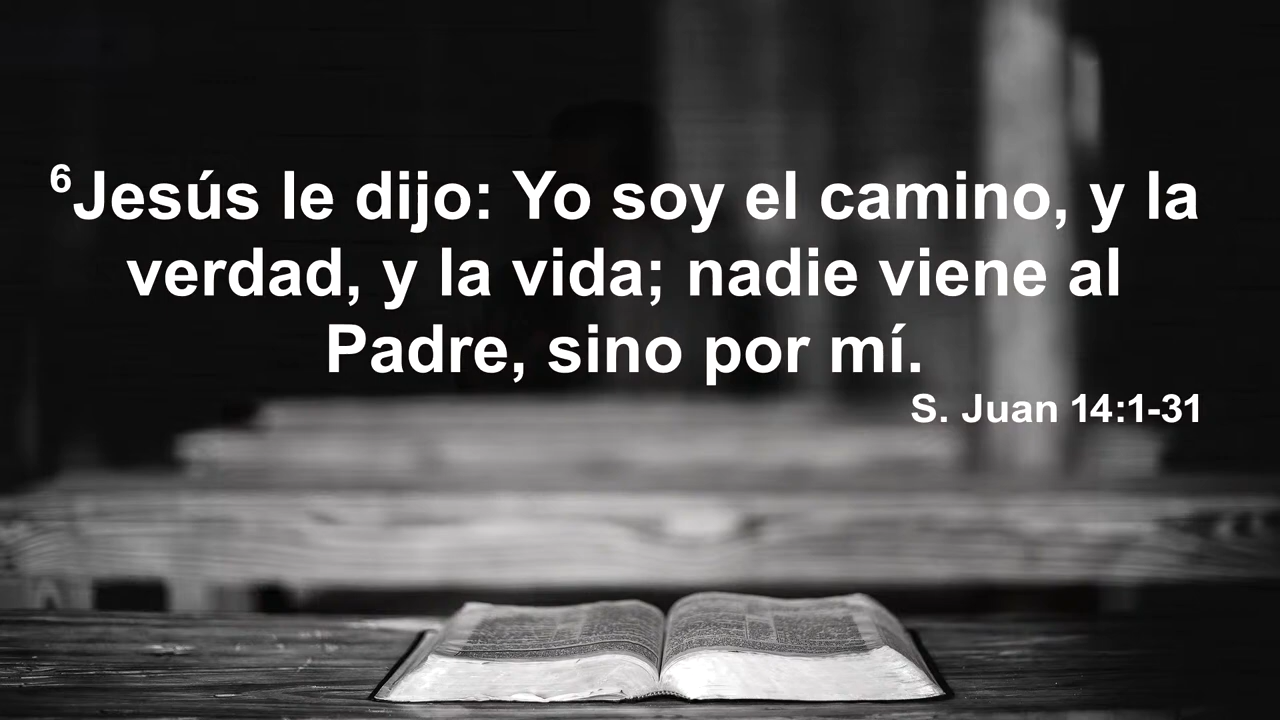 ⁶Jesús le dijo: Yo soy el camino, y la
verdad, y la vida; nadie viene al
Padre, sino por mí.
S. Juan 14:1-31